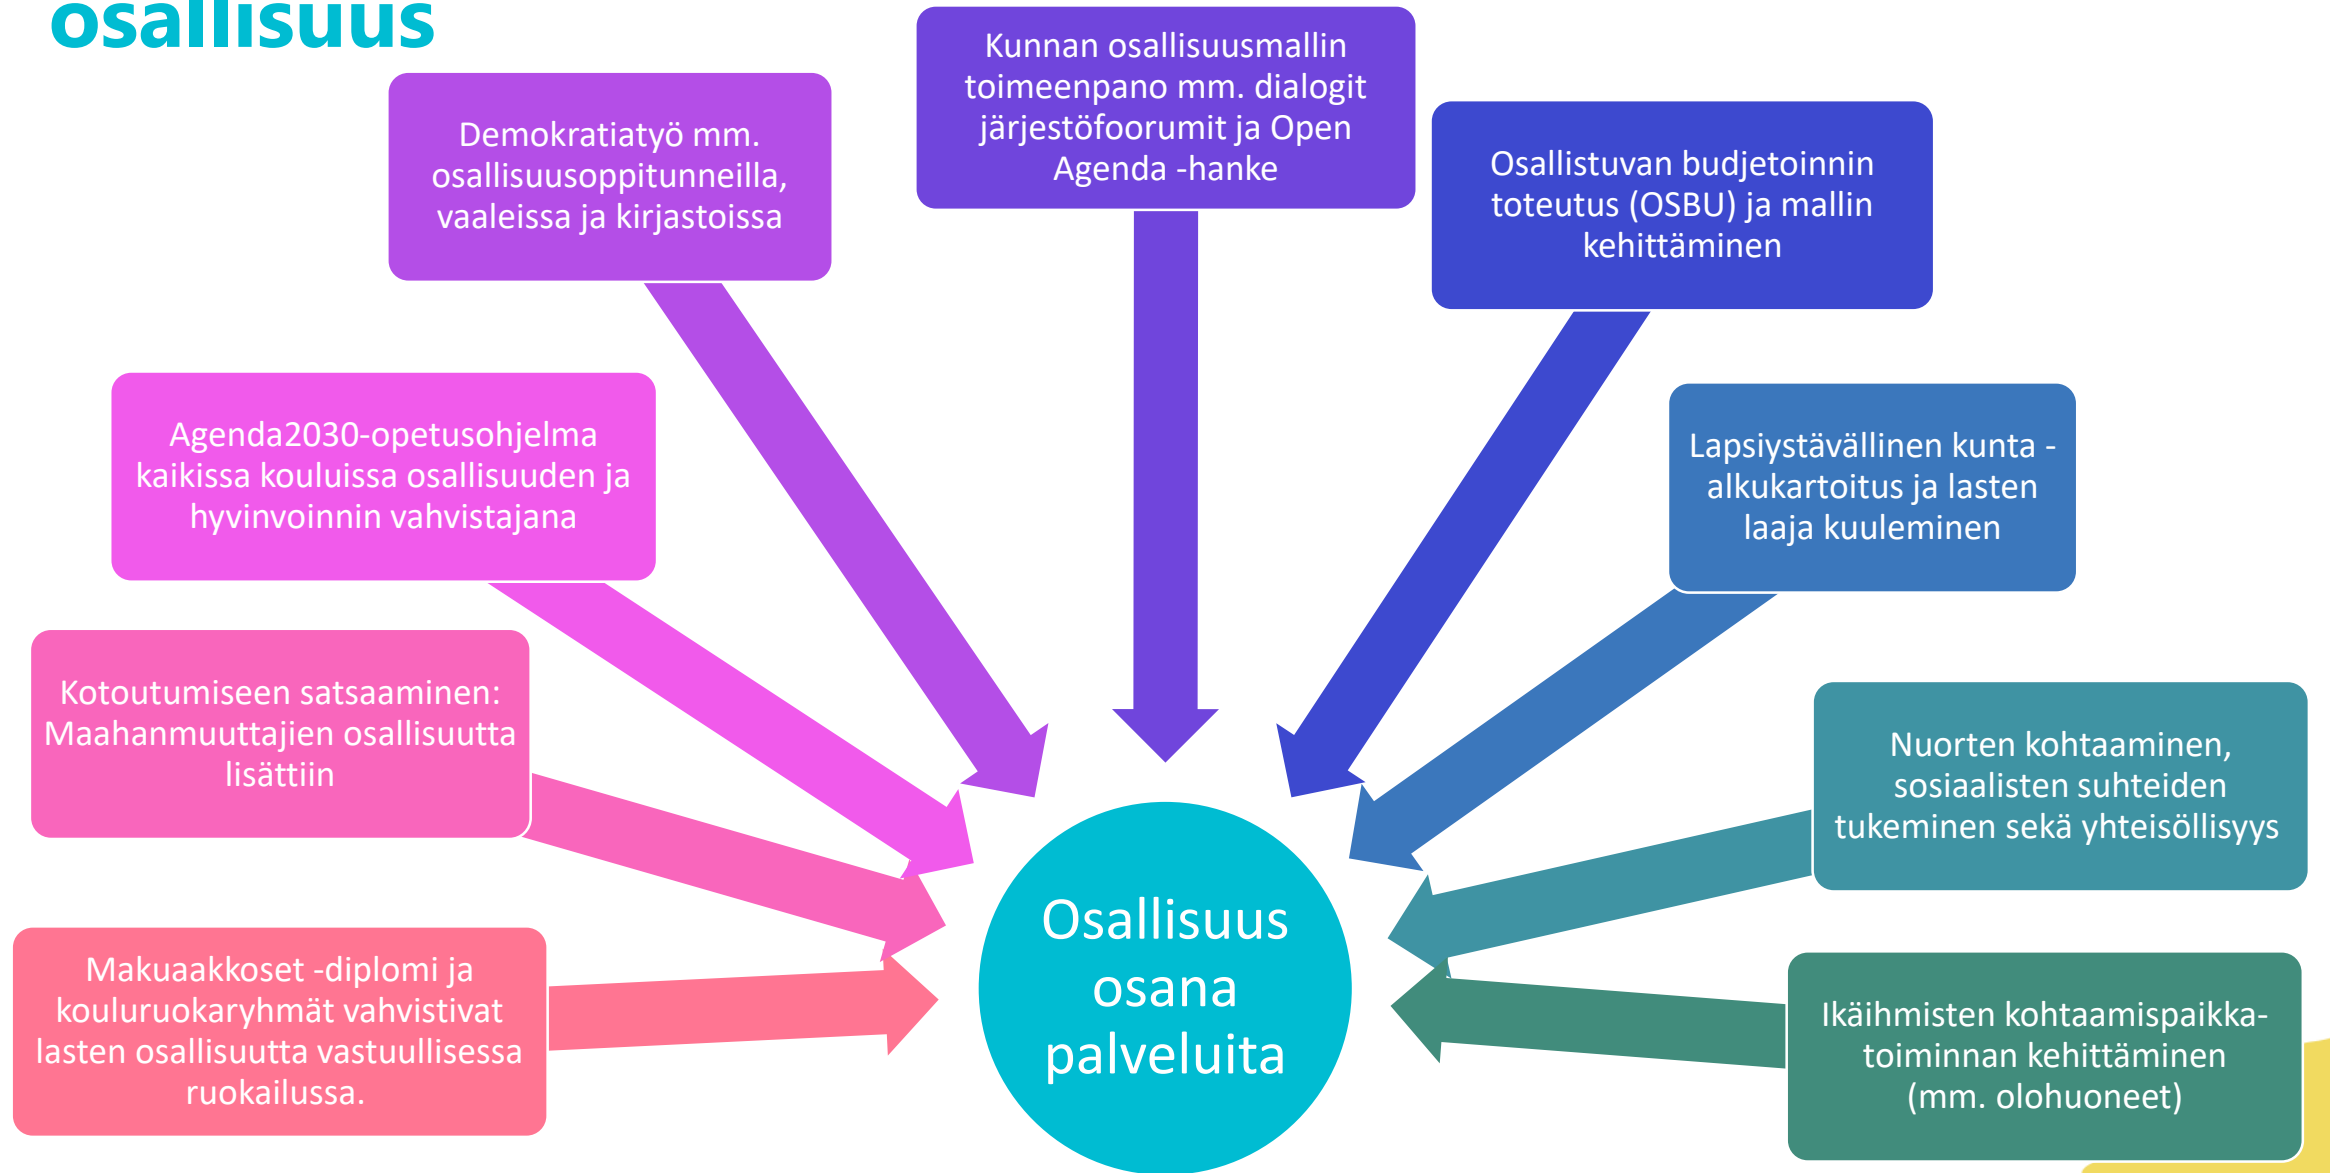 osallisuus
Kunnan osallisuusmallin
toimeenpano mm. dialogit
järjestöfoorumit ja Open
Agenda -hanke
Demokratiatyö mm.
osallisuusoppitunneilla,
vaaleissa ja kirjastoissa
Osallistuvan budjetoinnin
toteutus (OSBU) ja mallin
kehittäminen
Agenda2030-opetusohjelma
kaikissa kouluissa osallisuuden ja
hyvinvoinnin vahvistajana
Lapsiystävällinen kunta -
alkukartoitus ja lasten
laaja kuuleminen
Kotoutumiseen satsaaminen:
Maahanmuuttajien osallisuutta
lisättiin
Nuorten kohtaaminen,
sosiaalisten suhteiden
tukeminen sekä yhteisöllisyys
Makuaakkoset -diplomi ja
kouluruokaryhmät vahvistivat
lasten osallisuutta vastuullisessa
ruokailussa.
Osallisuus
osana
palveluita
Ikäihmisten kohtaamispaikka-
toiminnan kehittäminen
(mm. olohuoneet)